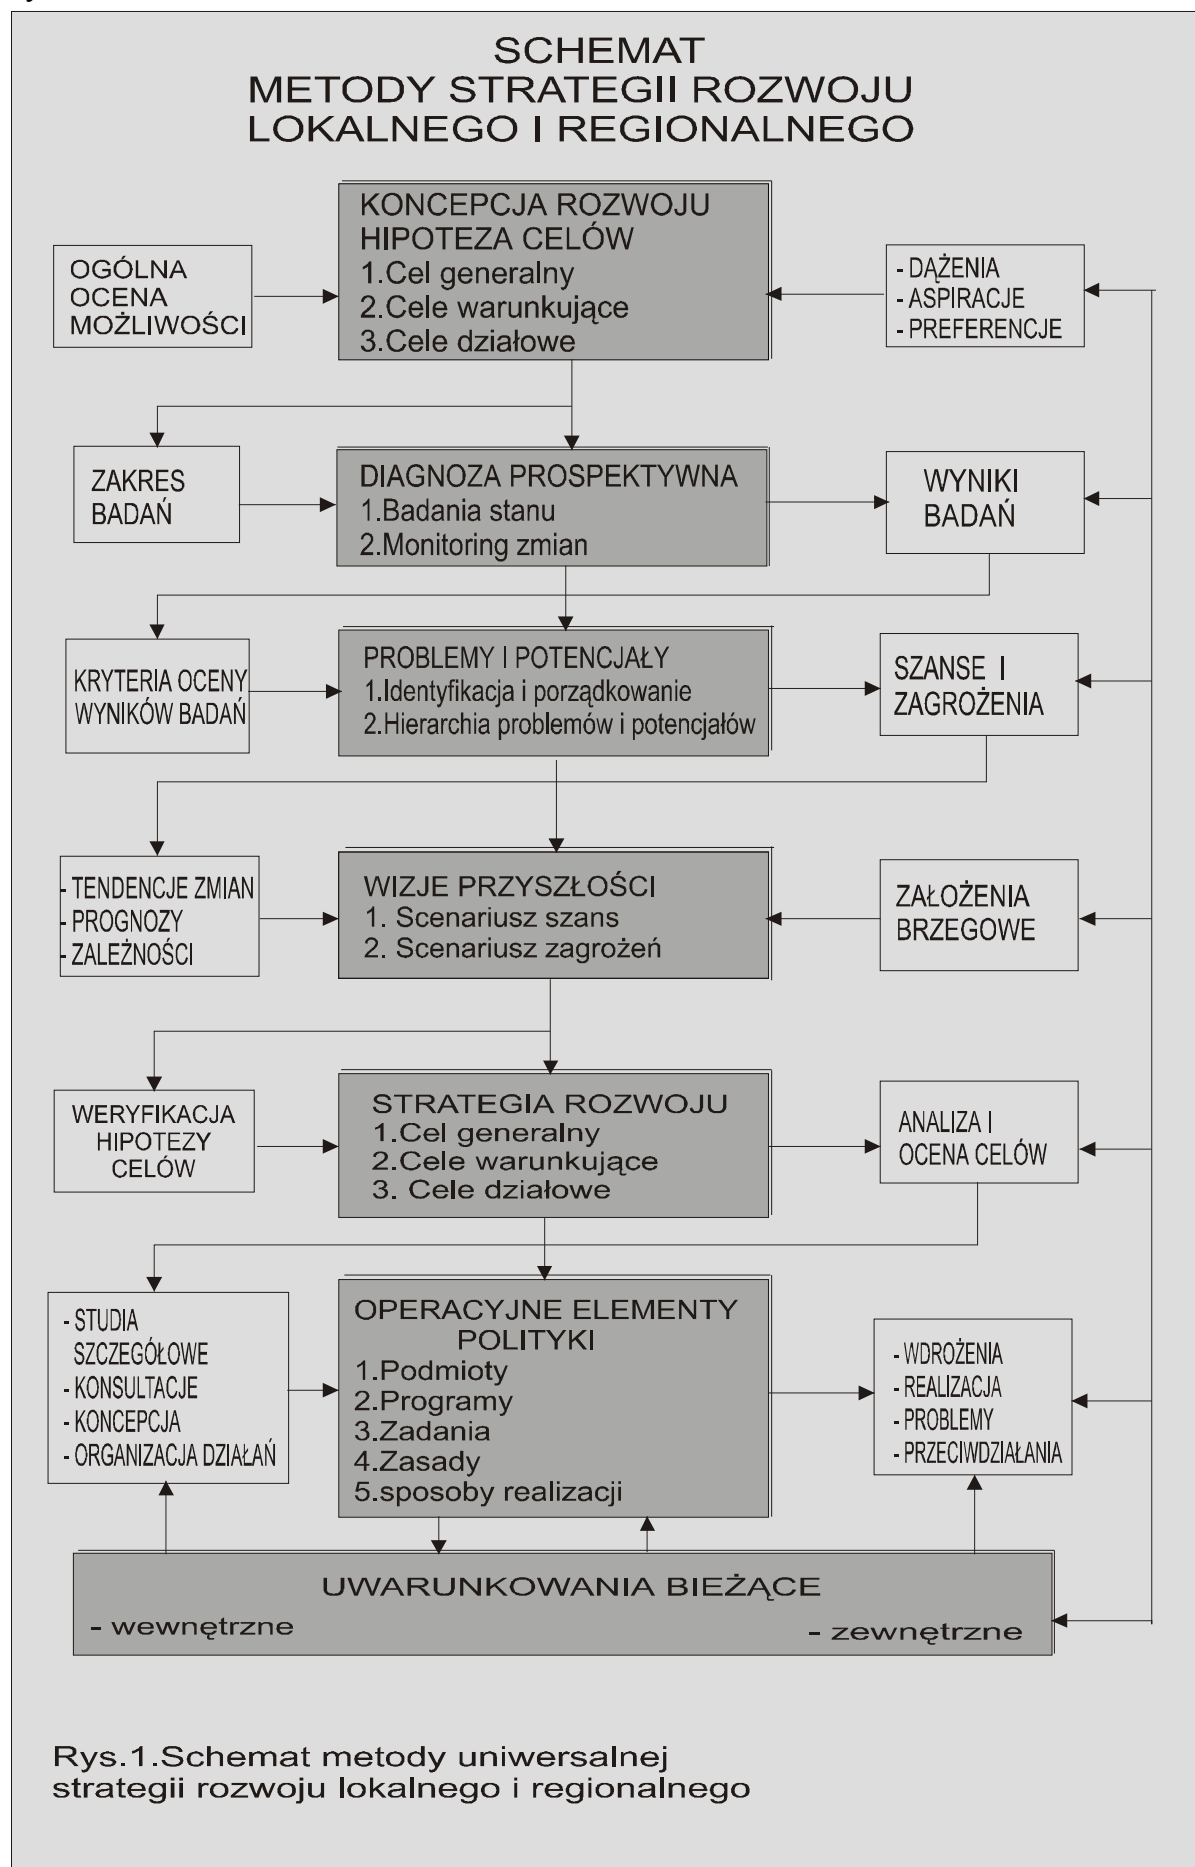 SCHEMAT
METODY STRATEGII ROZWOJU
LOKALNEGO I REGIONALNEGO
KONCEPCJA ROZWOJU
HIPOTEZA CELÓW
1.Cel generalny
2.Cele warunkujące
3.Cele działowe
OGÓLNA
OCENA
MOŻLIWOŚCI
- DĄŻENIA
- ASPIRACJE
- PREFERENCJE
ZAKRES
BADAŃ
DIAGNOZA PROSPEKTYWNA
1.Badania stanu
2.Monitoring zmian
WYNIKI
BADAŃ
KRYTERIA OCENY
WYNIKÓW BADAŃ
PROBLEMY I POTENCJAŁY
1.Identyfikacja i porządkowanie
2.Hierarchia problemów i potencjałów
SZANSE I
ZAGROŻENIA
- TENDENCJE ZMIAN
- PROGNOZY
- ZALEŻNOŚCI
WIZJE PRZYSZŁOŚCI
1. Scenariusz szans
2. Scenariusz zagrożeń
ZAŁOŻENIA
BRZEGOWE
WERYFIKACJA
HIPOTEZY
CELÓW
STRATEGIA ROZWOJU
1.Cel generalny
2.Cele warunkujące
3. Cele działowe
ANALIZA I
OCENA CELÓW
- STUDIA
SZCZEGÓŁOWE
- KONSULTACJE
- KONCEPCJA
- ORGANIZACJA DZIAŁAŃ
OPERACYJNE ELEMENTY
POLITYKI
1.Podmioty
2.Programy
3.Zadania
4.Zasady
5.sposoby realizacji
- WDROŻENIA
- REALIZACJA
- PROBLEMY
- PRZECIWDZIAŁANIA
UWARUNKOWANIA BIEŻĄCE
- wewnętrzne
- zewnętrzne
Rys.1.Schemat metody uniwersalnej
strategii rozwoju lokalnego i regionalnego